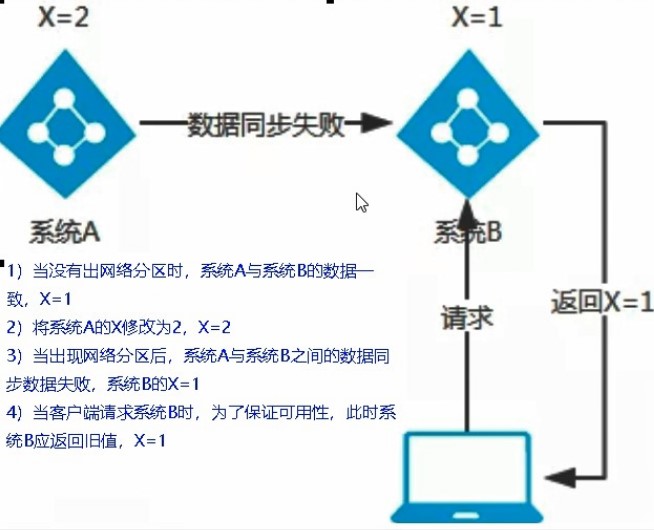 X=2
X=1
数据同步失败
系统A
系统B
1）当没有出网络分区时，系统A与系统B的数据一
致，X=1
2）将系统A的X修改为2，X=2
3）当出现网络分区后，系统A与系统B之间的数据同
步数据失败，系统B的X=1
4）当客户端请求系统B时，为了保证可用性，此时系
统B应返回旧值，X=1
请求
返回X=1